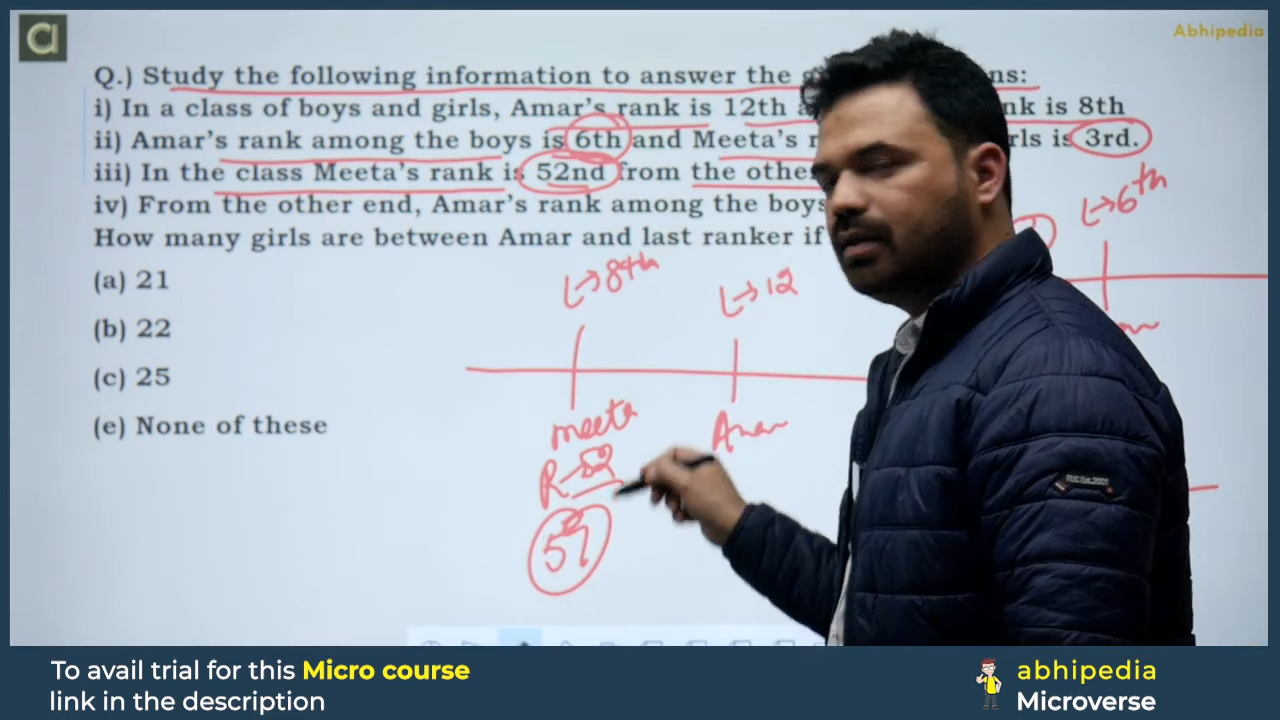 Abhipedia
Q.) Study the following information to answer the ns:
i) In a class of boys and girls, Amar's rank is 12th nk is 8th
ii) Amar's rank among the boys is 6th and Meeta's r rls is 3rd.
iii) In the class Meeta's rank is 52nd from the othe
iv) From the other end, Amar's rank among the boys
How many girls are between Amar and last ranker if
(a) 21
(b) 22
(c) 25
(e) None of these
L→8th
L→12
L→6th
meeta
Amar
R-52
59
To avail trial for this Micro course
link in the description
abhipedia
Microverse